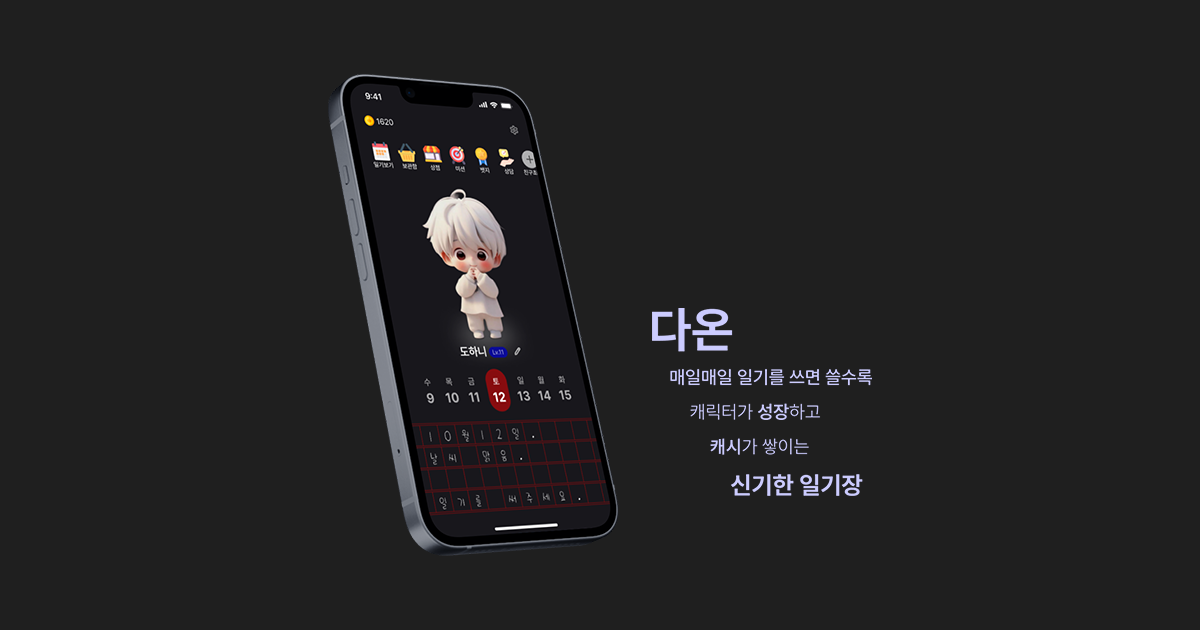 9:41
1620
일기보기 보관함 상점 미션 뱃지 상담
도하니 Lv.11
수 목 금 토 일 월 화
9 10 11 12 13 14 15
10월 12일.
날씨 맑음.
일기를 써주세요.
다온
매일매일 일기를 쓰면 쓸수록
캐릭터가 성장하고
캐시가 쌓이는
신기한 일기장